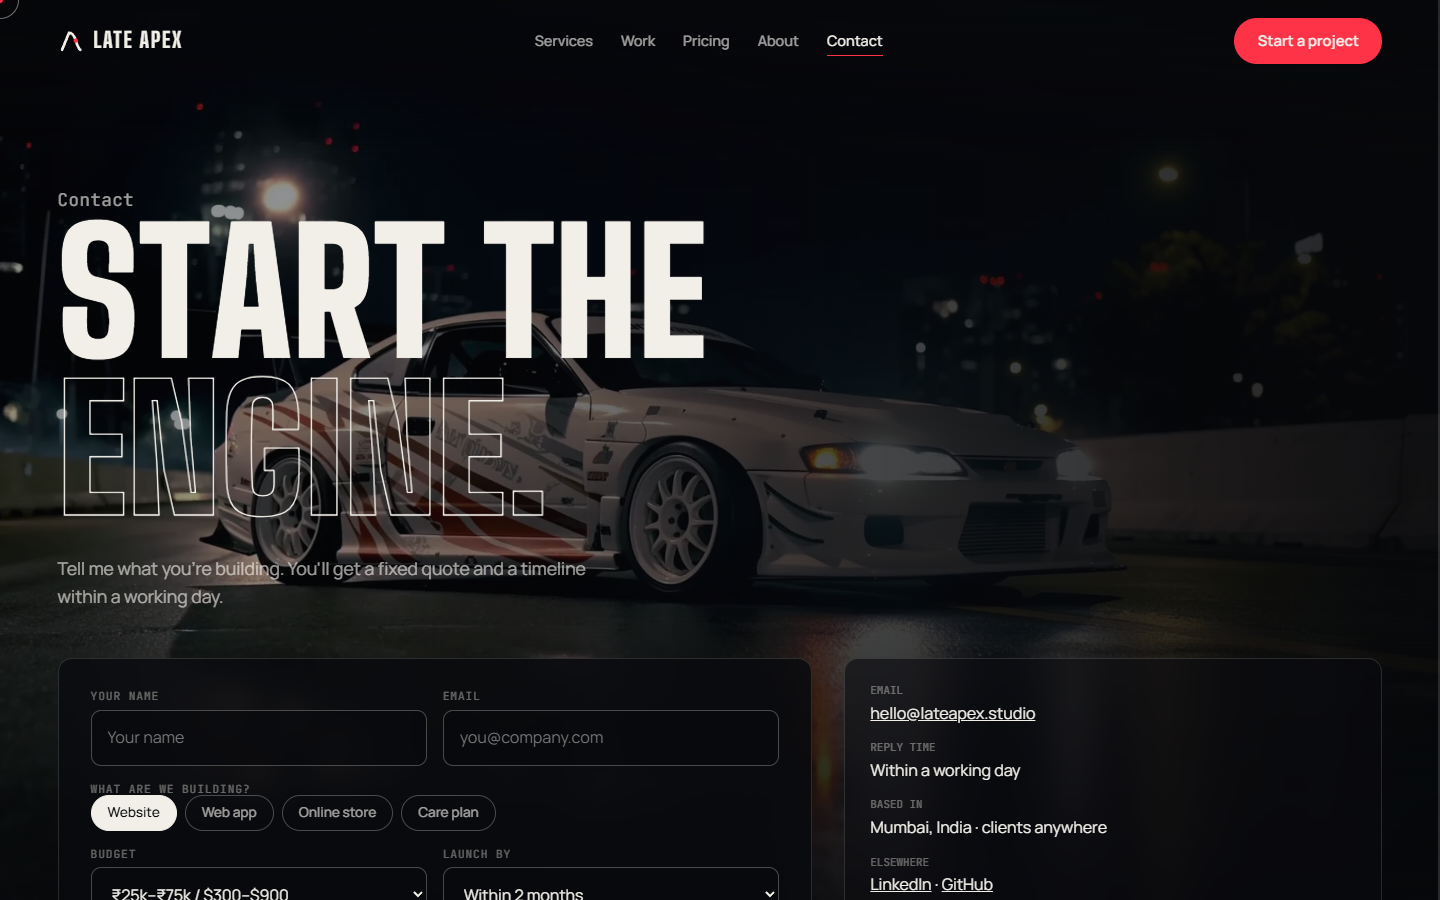 LATE APEX
Services
Work
Pricing
About
Contact
Start a project
Contact
START THE
ENGINE.
Tell me what you're building. You'll get a fixed quote and a timeline
within a working day.
YOUR NAME
EMAIL
Your name
you@company.com
WHAT ARE WE BUILDING?
Website
Web app
Online store
Care plan
BUDGET
LAUNCH BY
₹25k–₹75k / $300–$900
Within 2 months
EMAIL
hello@lateapex.studio
REPLY TIME
Within a working day
BASED IN
Mumbai, India · clients anywhere
ELSEWHERE
LinkedIn · GitHub